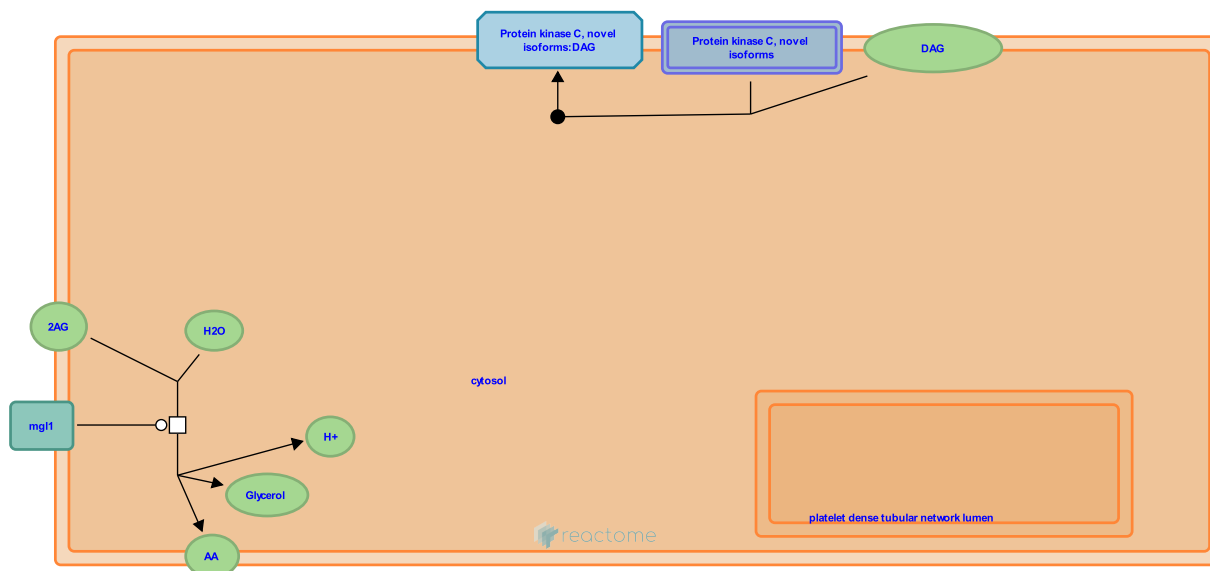 Protein kinase C, novel
isoforms:DAG
Protein kinase C, novel
isoforms
DAG
2AG
H2O
cytosol
mgl1
H+
Glycerol
platelet dense tubular network lumen
reactome
AA